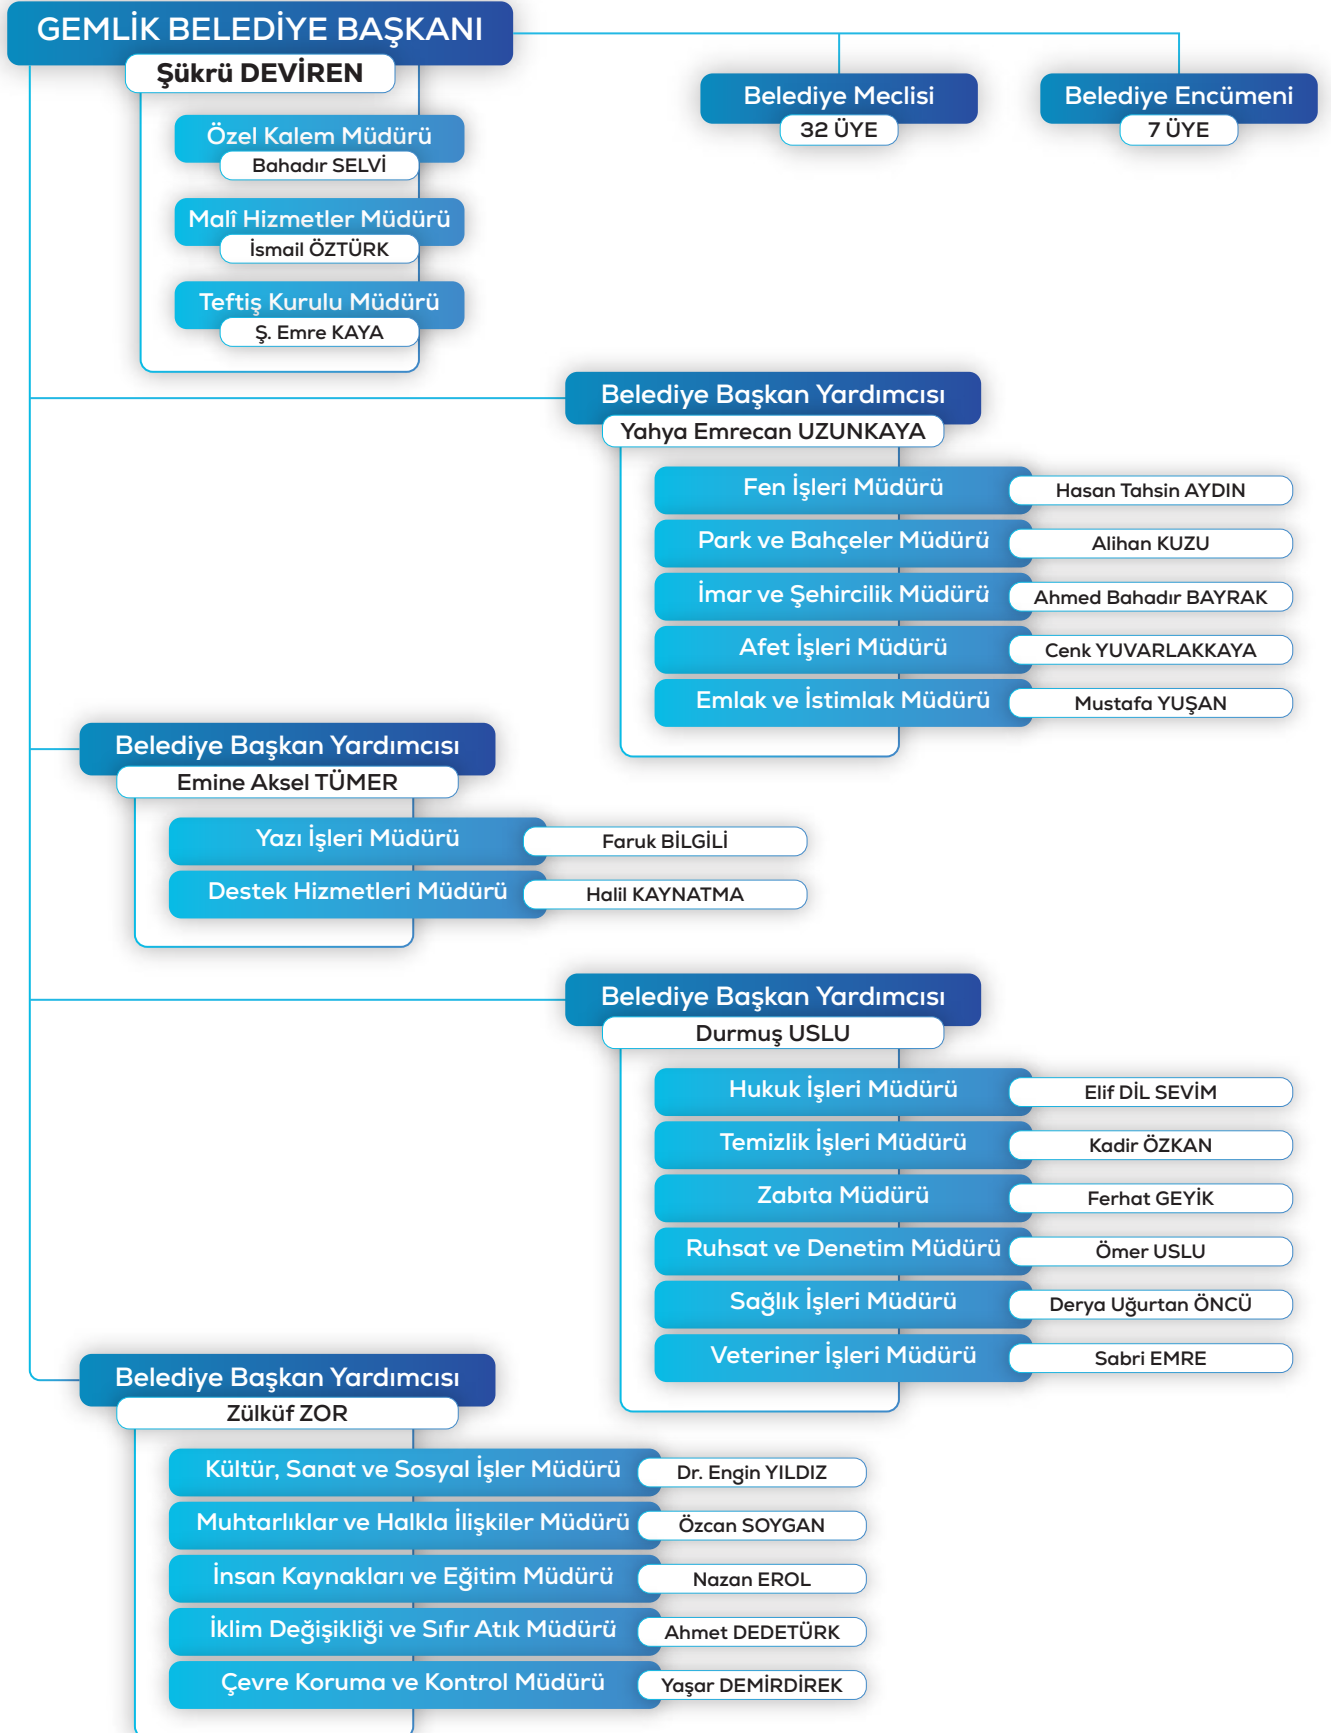 GEMLİK BELEDİYE BAŞKANI
Şükrü DEVİREN
Belediye Meclisi
32 ÜYE
Belediye Encümeni
7 ÜYE
Özel Kalem Müdürü
Bahadır SELVİ
Malî Hizmetler Müdürü
İsmail ÖZTÜRK
Teftiş Kurulu Müdürü
Ş. Emre KAYA
Belediye Başkan Yardımcısı
Yahya Emrecan UZUNKAYA
Fen İşleri Müdürü
Hasan Tahsin AYDIN
Park ve Bahçeler Müdürü
Alihan KUZU
İmar ve Şehircilik Müdürü
Ahmed Bahadır BAYRAK
Afet İşleri Müdürü
Cenk YUVARLAKKAYA
Emlak ve İstimlak Müdürü
Mustafa YUŞAN
Belediye Başkan Yardımcısı
Emine Aksel TÜMER
Yazı İşleri Müdürü
Faruk BİLGİLİ
Destek Hizmetleri Müdürü
Halil KAYNATMA
Belediye Başkan Yardımcısı
Durmuş USLU
Hukuk İşleri Müdürü
Elif DİL SEVİM
Temizlik İşleri Müdürü
Kadir ÖZKAN
Zabıta Müdürü
Ferhat GEYİK
Ruhsat ve Denetim Müdürü
Ömer USLU
Sağlık İşleri Müdürü
Derya Uğurtan ÖNCÜ
Veteriner İşleri Müdürü
Sabri EMRE
Belediye Başkan Yardımcısı
Zülküf ZOR
Kültür, Sanat ve Sosyal İşler Müdürü
Dr. Engin YILDIZ
Muhtarlıklar ve Halkla İlişkiler Müdürü
Özcan SOYGAN
İnsan Kaynakları ve Eğitim Müdürü
Nazan EROL
İklim Değişikliği ve Sıfır Atık Müdürü
Ahmet DEDETÜRK
Çevre Koruma ve Kontrol Müdürü
Yaşar DEMİRDİREK